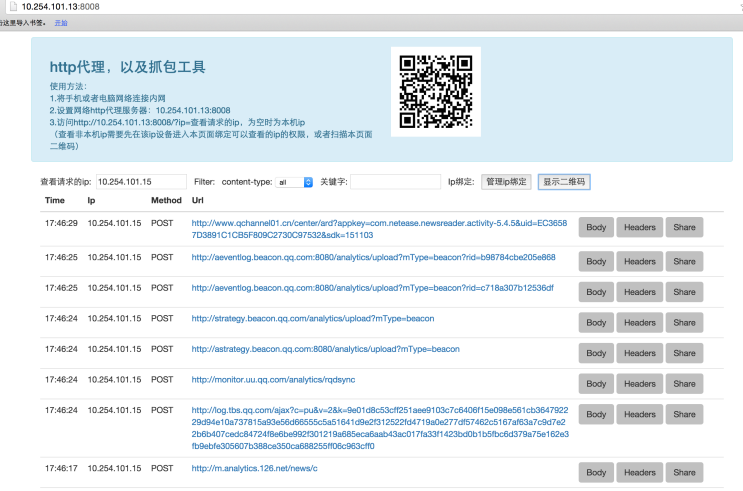 10.254.101.13:8008
这里导入书签。 开始
http代理，以及抓包工具
使用方法：
1.将手机或者电脑网络连接内网
2.设置网络http代理服务器：10.254.101.13:8008
3.访问http://10.254.101.13:8008/?ip=查看请求的ip，为空时为本机ip
（查看非本机ip需要先在该ip设备进入本页面绑定可以查看的ip的权限，或者扫描本页面
二维码）
查看请求的ip: 10.254.101.15 Filter: content-type: all 关键字: Ip绑定: 管理ip绑定 显示二维码
Time Ip Method Url
17:46:29 10.254.101.15 POST http://www.qchannel01.cn/center/ard?appkey=com.netease.newsreader.activity-5.4.5&uid=EC3658 Body Headers Share
7D3891C1CB5F809C2730C97532&sdk=151103
17:46:25 10.254.101.15 POST http://aeventlog.beacon.qq.com:8080/analytics/upload?mType=beacon?rid=b98784cbe205e868 Body Headers Share
17:46:25 10.254.101.15 POST http://aeventlog.beacon.qq.com:8080/analytics/upload?mType=beacon?rid=c718a307b12536df Body Headers Share
17:46:24 10.254.101.15 POST http://strategy.beacon.qq.com/analytics/upload?mType=beacon Body Headers Share
17:46:24 10.254.101.15 POST http://astrategy.beacon.qq.com:8080/analytics/upload?mType=beacon Body Headers Share
17:46:24 10.254.101.15 POST http://monitor.uu.qq.com/analytics/rqdsync Body Headers Share
17:46:24 10.254.101.15 POST http://log.tbs.qq.com/ajax?c=pu&v=2&k=9e01d8c53cff251aee9103c7c6406f15e098e561cb3647922 Body Headers Share
29d94e10a737815a93e56d66555c5a51641d9e2f312522fd4719a0e277df57462c5167af63a7c9d7e2
2b6b407cedc84724f8e6be992f301219a685eca6aab43ac017fa33f1423bd0b1b5fbc6d379a75e162e3
fb9ebfe305607b388ce350ca688255ff06c963cff0
17:46:17 10.254.101.15 POST http://m.analytics.126.net/news/c Body Headers Share